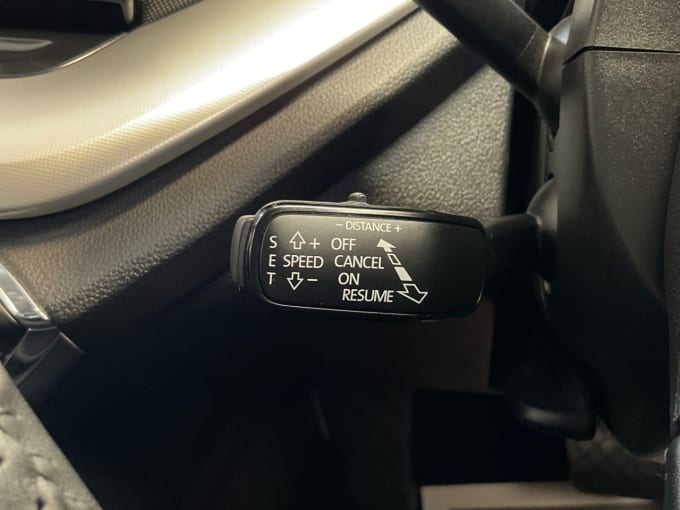 − DISTANCE +
S + OFF
E SPEED CANCEL
T − ON
RESUME